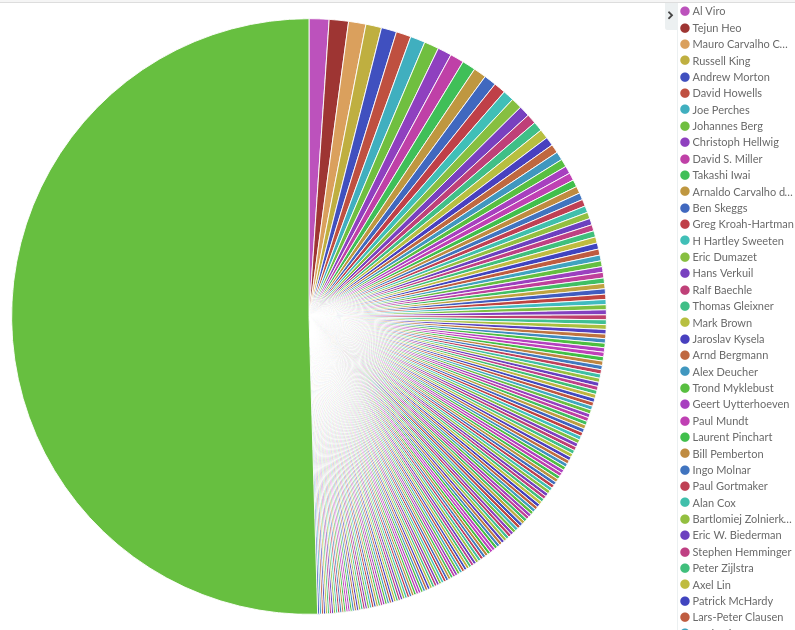 Al Viro
Tejun Heo
Mauro Carvalho C...
Russell King
Andrew Morton
David Howells
Joe Perches
Johannes Berg
Christoph Hellwig
David S. Miller
Takashi Iwai
Arnaldo Carvalho d...
Ben Skeggs
Greg Kroah-Hartman
H Hartley Sweeten
Eric Dumazet
Hans Verkuil
Ralf Baechle
Thomas Gleixner
Mark Brown
Jaroslav Kysela
Arnd Bergmann
Alex Deucher
Trond Myklebust
Geert Uytterhoeven
Paul Mundt
Laurent Pinchart
Bill Pemberton
Ingo Molnar
Paul Gortmaker
Alan Cox
Bartlomiej Zolnierk...
Eric W. Biederman
Stephen Hemminger
Peter Zijlstra
Axel Lin
Patrick McHardy
Lars-Peter Clausen